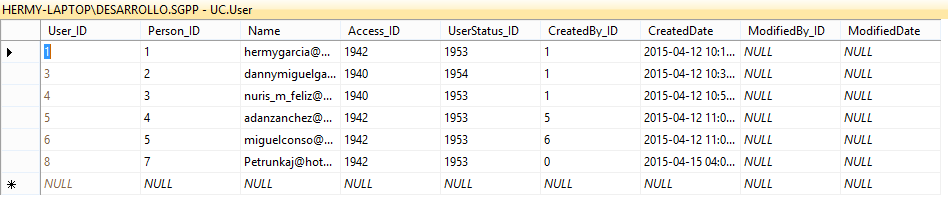 HERMY-LAPTOP\DESARROLLO.SGPP - UC.User
User_ID Person_ID Name Access_ID UserStatus_ID CreatedBy_ID CreatedDate ModifiedBy_ID ModifiedDate
1 1 hermygarcia@... 1942 1953 1 2015-04-12 10:1... NULL NULL
3 2 dannymiguelga... 1940 1954 1 2015-04-12 10:3... NULL NULL
4 3 nuris_m_feliz@... 1940 1953 1 2015-04-12 10:5... NULL NULL
5 4 adanzanchez@... 1942 1953 5 2015-04-12 11:0... NULL NULL
6 5 miguelconso@... 1942 1953 6 2015-04-12 11:0... NULL NULL
8 7 Petrunkaj@hot... 1942 1953 0 2015-04-15 04:0... NULL NULL
NULL NULL NULL NULL NULL NULL NULL NULL NULL